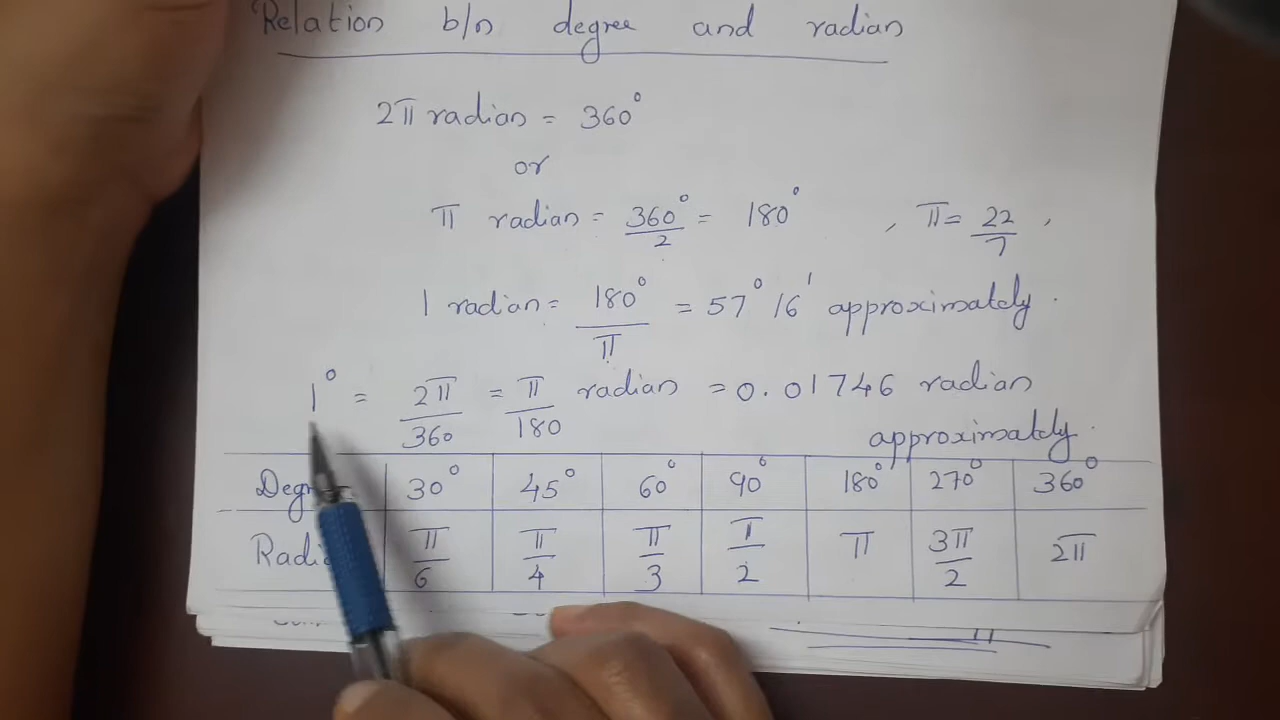 Relation b/n degree and radian
2π radian = 360°
or
π radian = 360°/2 = 180° , π = 22/7 ,
1 radian = 180°/π = 57° 16' approximately.
1° = 2π/360 = π/180 radian = 0.01746 radian
approximately.
30° 45° 60° 90° 180° 270° 360°
π/6 π/4 π/3 π/2 π 3π/2 2π